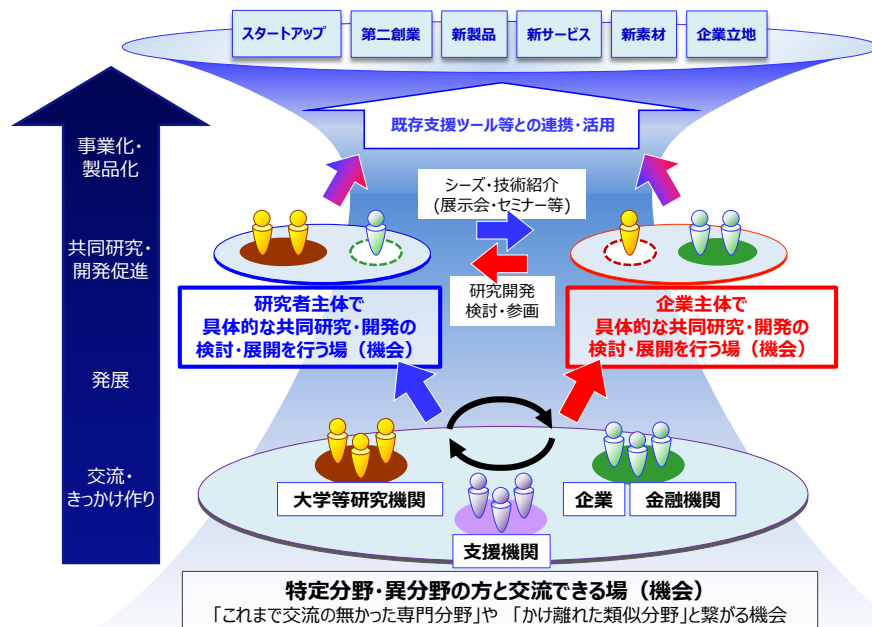 スタートアップ
第二創業
新製品
新サービス
新素材
企業立地
既存支援ツール等との連携・活用
事業化・
製品化
シーズ・技術紹介
(展示会・セミナー等)
共同研究・
開発促進
研究開発
検討・参画
研究者主体で
具体的な共同研究・開発の
検討・展開を行う場（機会）
企業主体で
具体的な共同研究・開発の
検討・展開を行う場（機会）
発展
交流・
きっかけ作り
大学等研究機関
企業
金融機関
支援機関
特定分野・異分野の方と交流できる場（機会）
「これまで交流の無かった専門分野」や 「かけ離れた類似分野」と繋がる機会